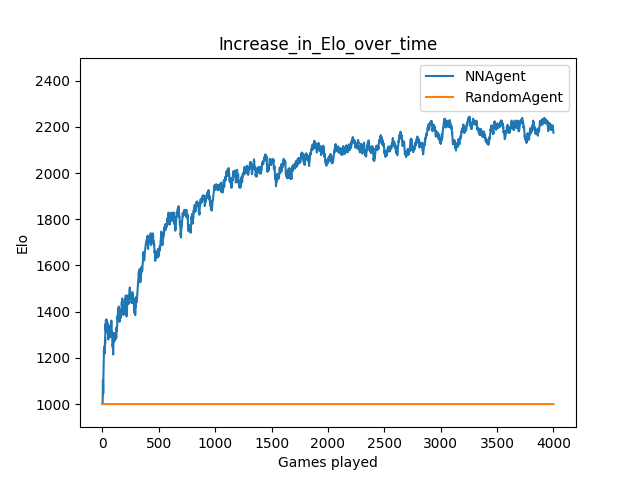 Increase_in_Elo_over_time
NNAgent
RandomAgent
Elo
2400
2200
2000
1800
1600
1400
1200
1000
0 500 1000 1500 2000 2500 3000 3500 4000
Games played